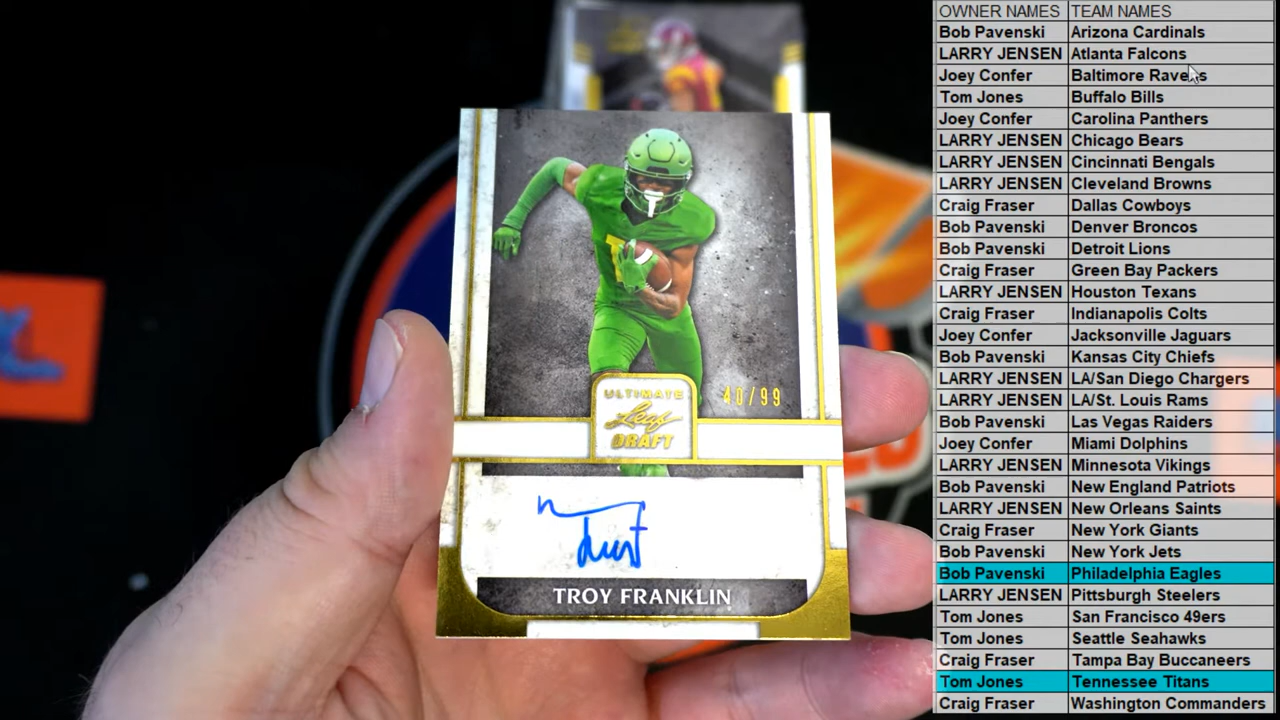 ULTIMATE
Leaf
DRAFT
40/99
TROY FRANKLIN
OWNER NAMES TEAM NAMES
Bob Pavenski Arizona Cardinals
LARRY JENSEN Atlanta Falcons
Joey Confer Baltimore Ravens
Tom Jones Buffalo Bills
Joey Confer Carolina Panthers
LARRY JENSEN Chicago Bears
LARRY JENSEN Cincinnati Bengals
LARRY JENSEN Cleveland Browns
Craig Fraser Dallas Cowboys
Bob Pavenski Denver Broncos
Bob Pavenski Detroit Lions
Craig Fraser Green Bay Packers
LARRY JENSEN Houston Texans
Craig Fraser Indianapolis Colts
Joey Confer Jacksonville Jaguars
Bob Pavenski Kansas City Chiefs
LARRY JENSEN LA/San Diego Chargers
LARRY JENSEN LA/St. Louis Rams
Bob Pavenski Las Vegas Raiders
Joey Confer Miami Dolphins
LARRY JENSEN Minnesota Vikings
Bob Pavenski New England Patriots
LARRY JENSEN New Orleans Saints
Craig Fraser New York Giants
Bob Pavenski New York Jets
Bob Pavenski Philadelphia Eagles
LARRY JENSEN Pittsburgh Steelers
Tom Jones San Francisco 49ers
Tom Jones Seattle Seahawks
Craig Fraser Tampa Bay Buccaneers
Tom Jones Tennessee Titans
Craig Fraser Washington Commanders